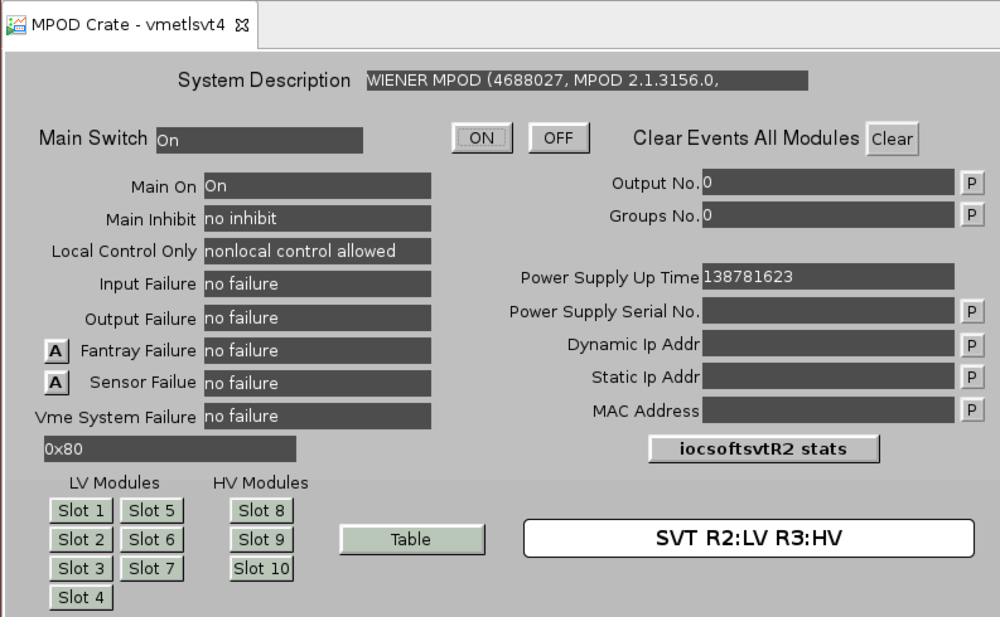 MPOD Crate - vmetlsvt4
System Description WIENER MPOD (4688027, MPOD 2.1.3156.0,
Main Switch On ON OFF Clear Events All Modules Clear
Main On On
Main Inhibit no inhibit
Local Control Only nonlocal control allowed
Input Failure no failure
Output Failure no failure
A Fantray Failure no failure
A Sensor Failue no failure
Vme System Failure no failure
0x80
Output No. 0 P
Groups No. 0 P
Power Supply Up Time 138781623
Power Supply Serial No. P
Dynamic Ip Addr P
Static Ip Addr P
MAC Address P
iocsoftsvtR2 stats
LV Modules HV Modules
Slot 1 Slot 5 Slot 8
Slot 2 Slot 6 Slot 9
Slot 3 Slot 7 Slot 10
Slot 4
Table
SVT R2:LV R3:HV